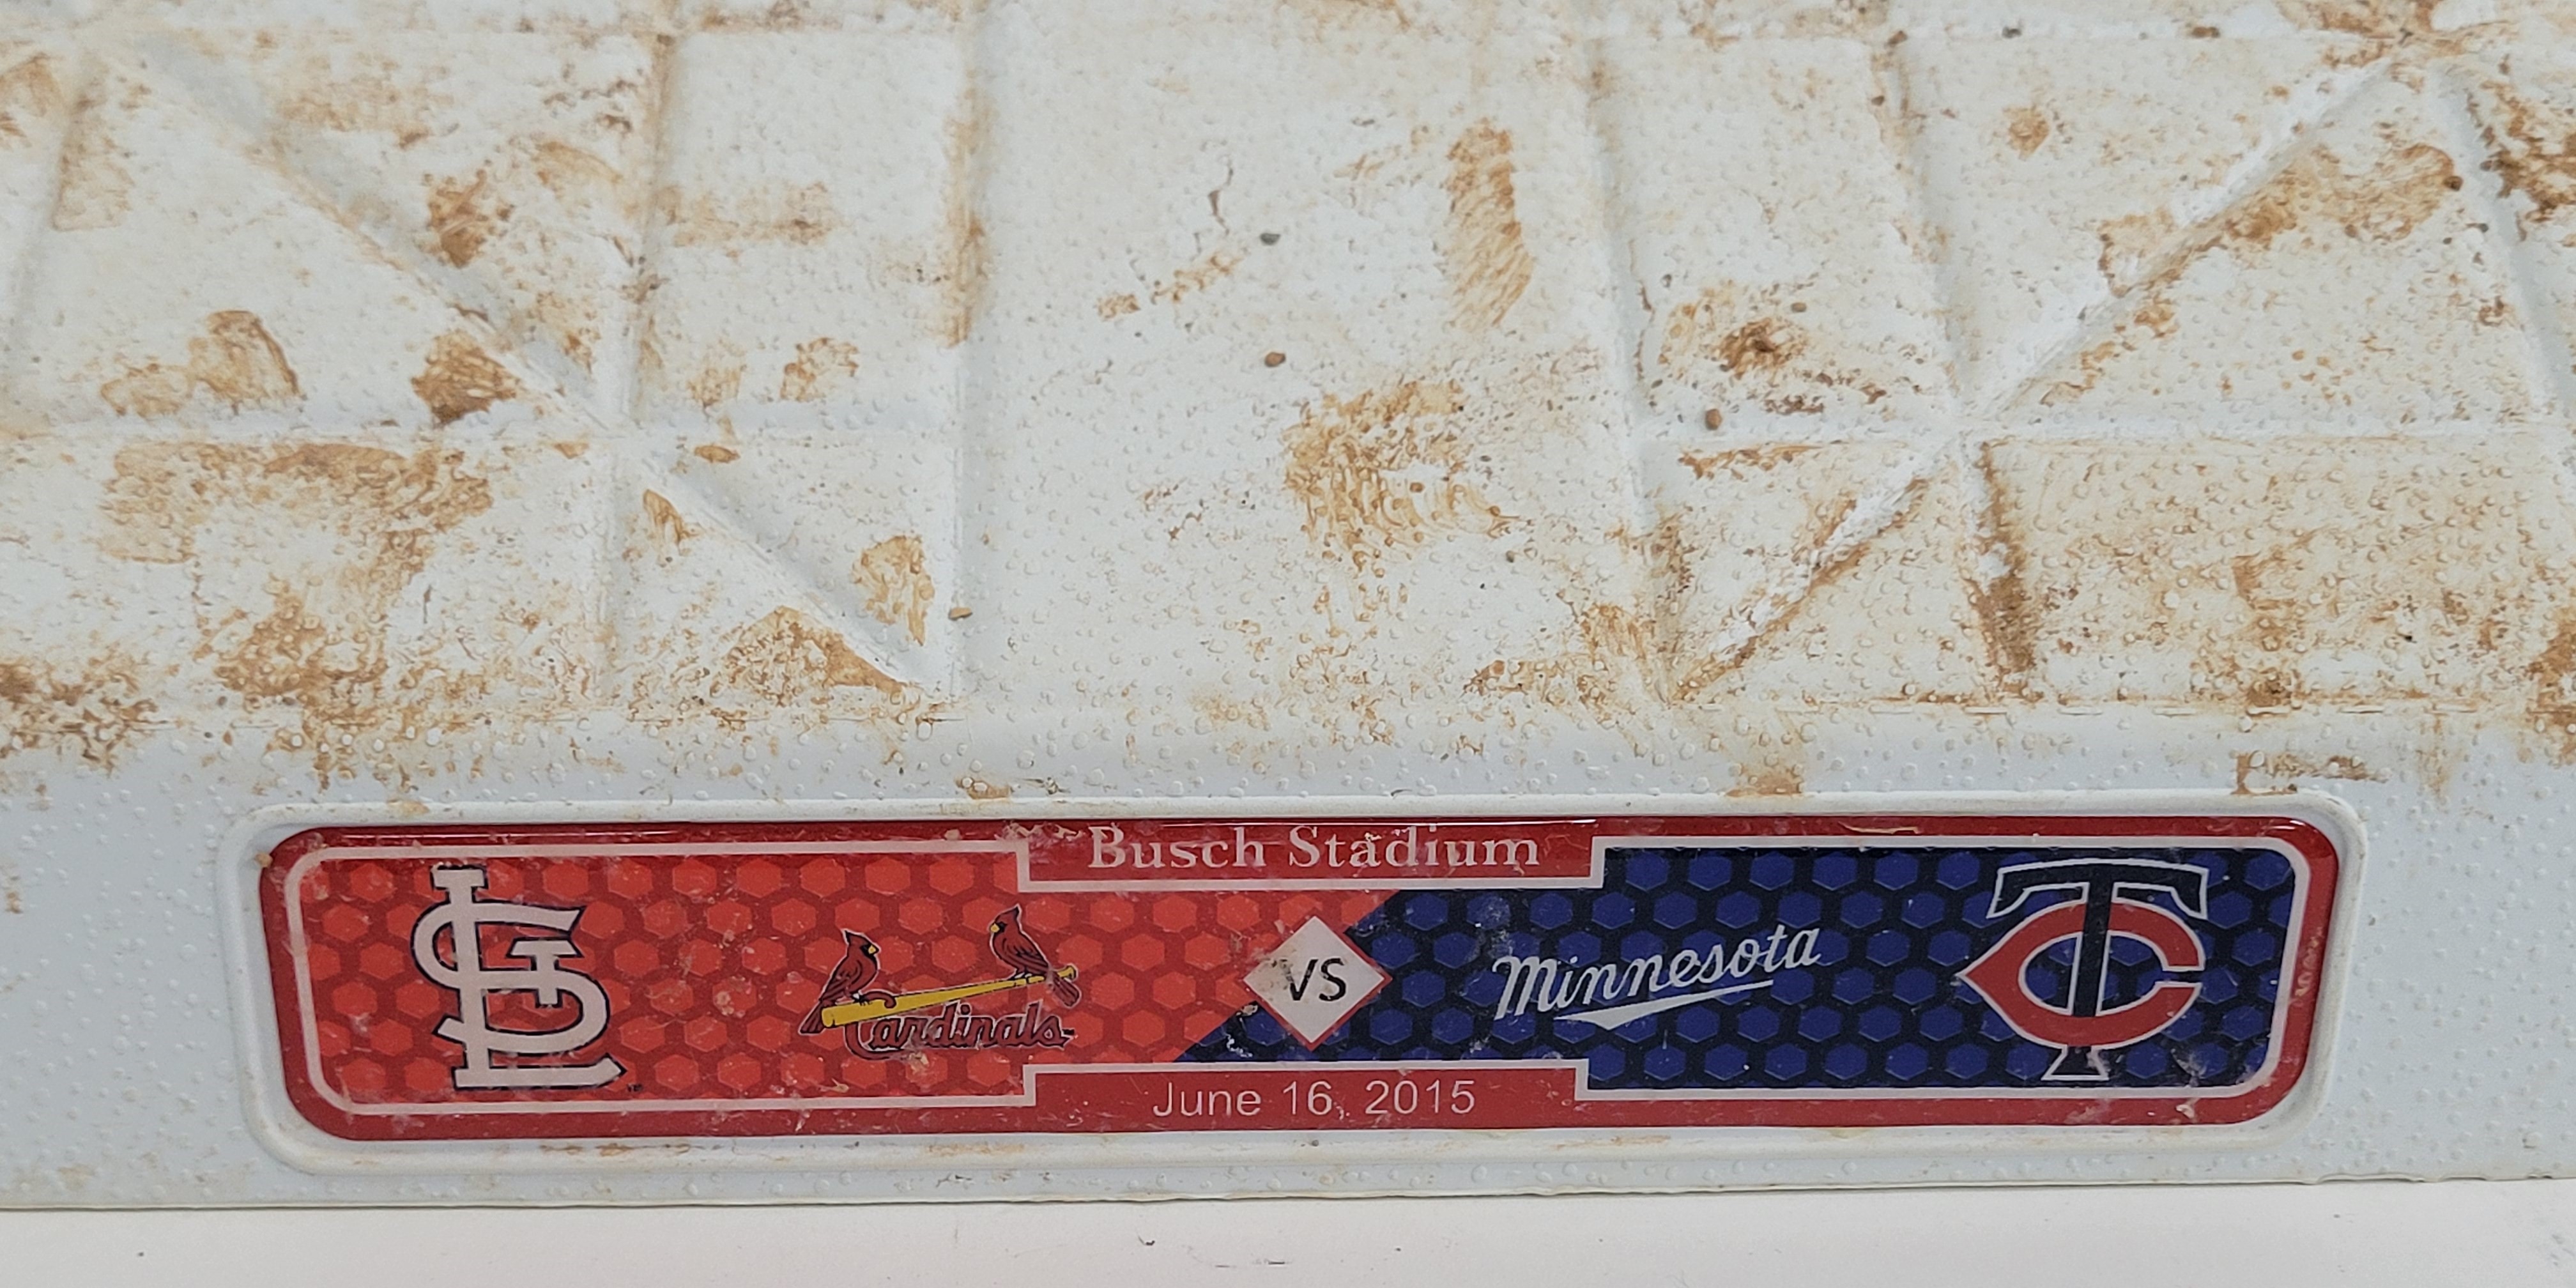 Busch Stadium
STL
Cardinals
VS
Minnesota
TC
June 16, 2015